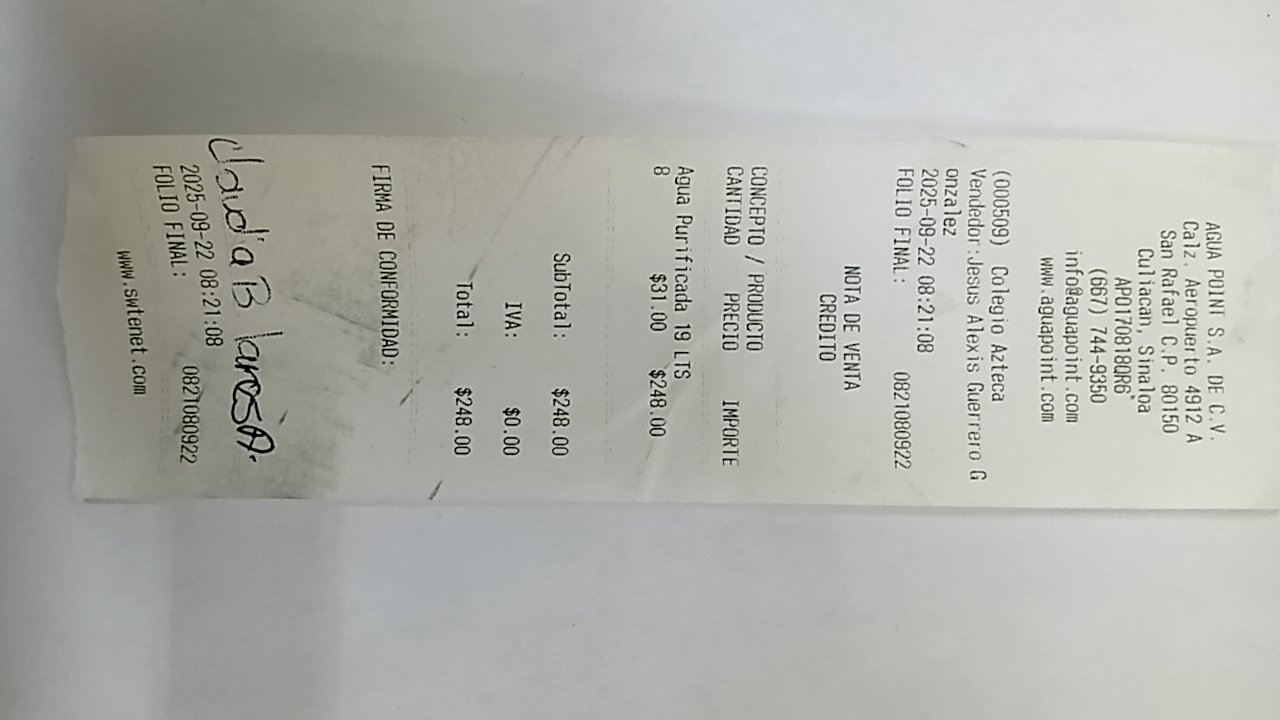 AGUA POINT S.A. DE C.V.
Calz. Aeropuerto 4912 A
San Rafael C.P. 80150
Culiacan, Sinaloa
APO170818QR6
(667) 744-9350
info@aguapoint.com
www.aguapoint.com
(000509) Colegio Azteca
Vendedor:Jesus Alexis Guerrero G
onzalez
2025-09-22 08:21:08
FOLIO FINAL: 0821080922
NOTA DE VENTA
CREDITO
CONCEPTO / PRODUCTO
CANTIDAD PRECIO IMPORTE
Agua Purificada 19 LTS
8 $31.00 $248.00
SubTotal: $248.00
IVA: $0.00
Total: $248.00
FIRMA DE CONFORMIDAD:
Claudia B
2025-09-22 08:21:08
FOLIO FINAL: 0821080922
www.swtenet.com